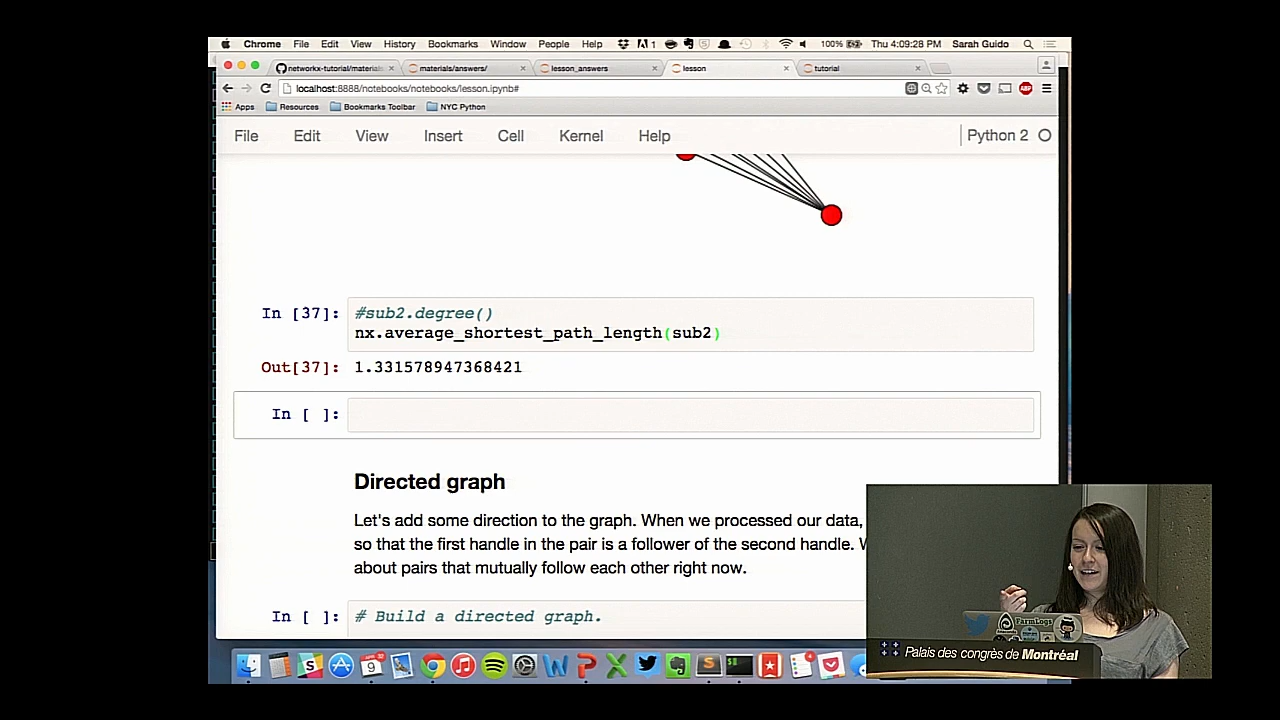 Chrome File Edit View History Bookmarks Window People Help 1 100% Thu 4:09:28 PM Sarah Guido
networkx-tutorial/materials materials/answers/ lesson_answers lesson tutorial
localhost:8888/notebooks/notebooks/lesson.ipynb#
Apps Resources Bookmarks Toolbar NYC Python
File Edit View Insert Cell Kernel Help Python 2
In [37]: #sub2.degree()
nx.average_shortest_path_length(sub2)
Out[37]: 1.331578947368421
In [ ]:
Directed graph
Let's add some direction to the graph. When we processed our data,
so that the first handle in the pair is a follower of the second handle. W
about pairs that mutually follow each other right now.
In [ ]: # Build a directed graph.
FarmLogs
Palais des congrès de Montréal